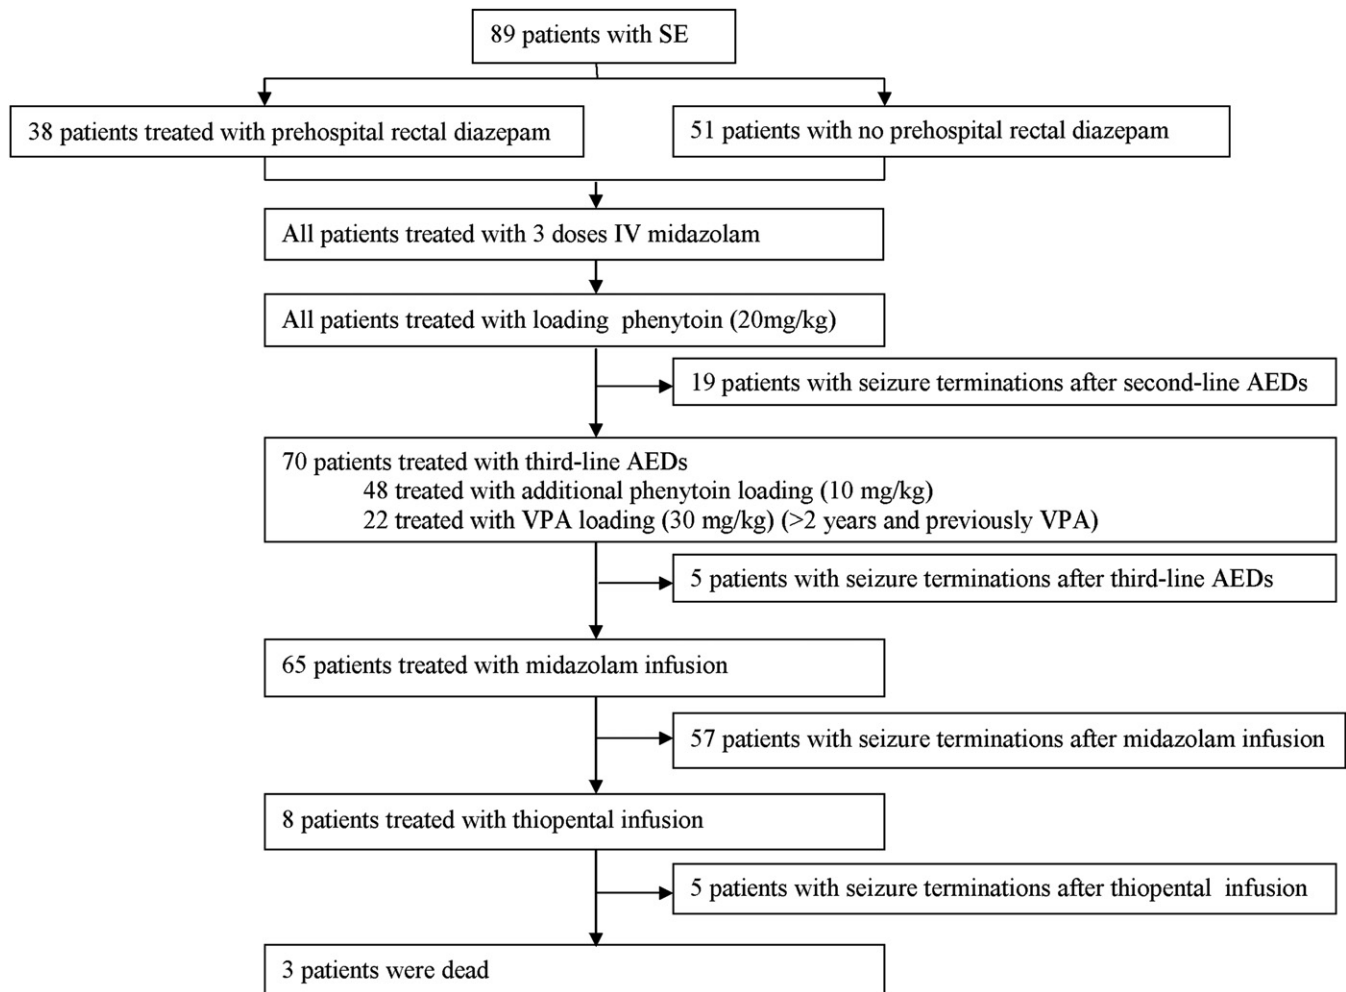 89 patients with SE
38 patients treated with prehospital rectal diazepam
51 patients with no prehospital rectal diazepam
All patients treated with 3 doses IV midazolam
All patients treated with loading phenytoin (20mg/kg)
19 patients with seizure terminations after second-line AEDs
70 patients treated with third-line AEDs
48 treated with additional phenytoin loading (10 mg/kg)
22 treated with VPA loading (30 mg/kg) (>2 years and previously VPA)
5 patients with seizure terminations after third-line AEDs
65 patients treated with midazolam infusion
57 patients with seizure terminations after midazolam infusion
8 patients treated with thiopental infusion
5 patients with seizure terminations after thiopental infusion
3 patients were dead